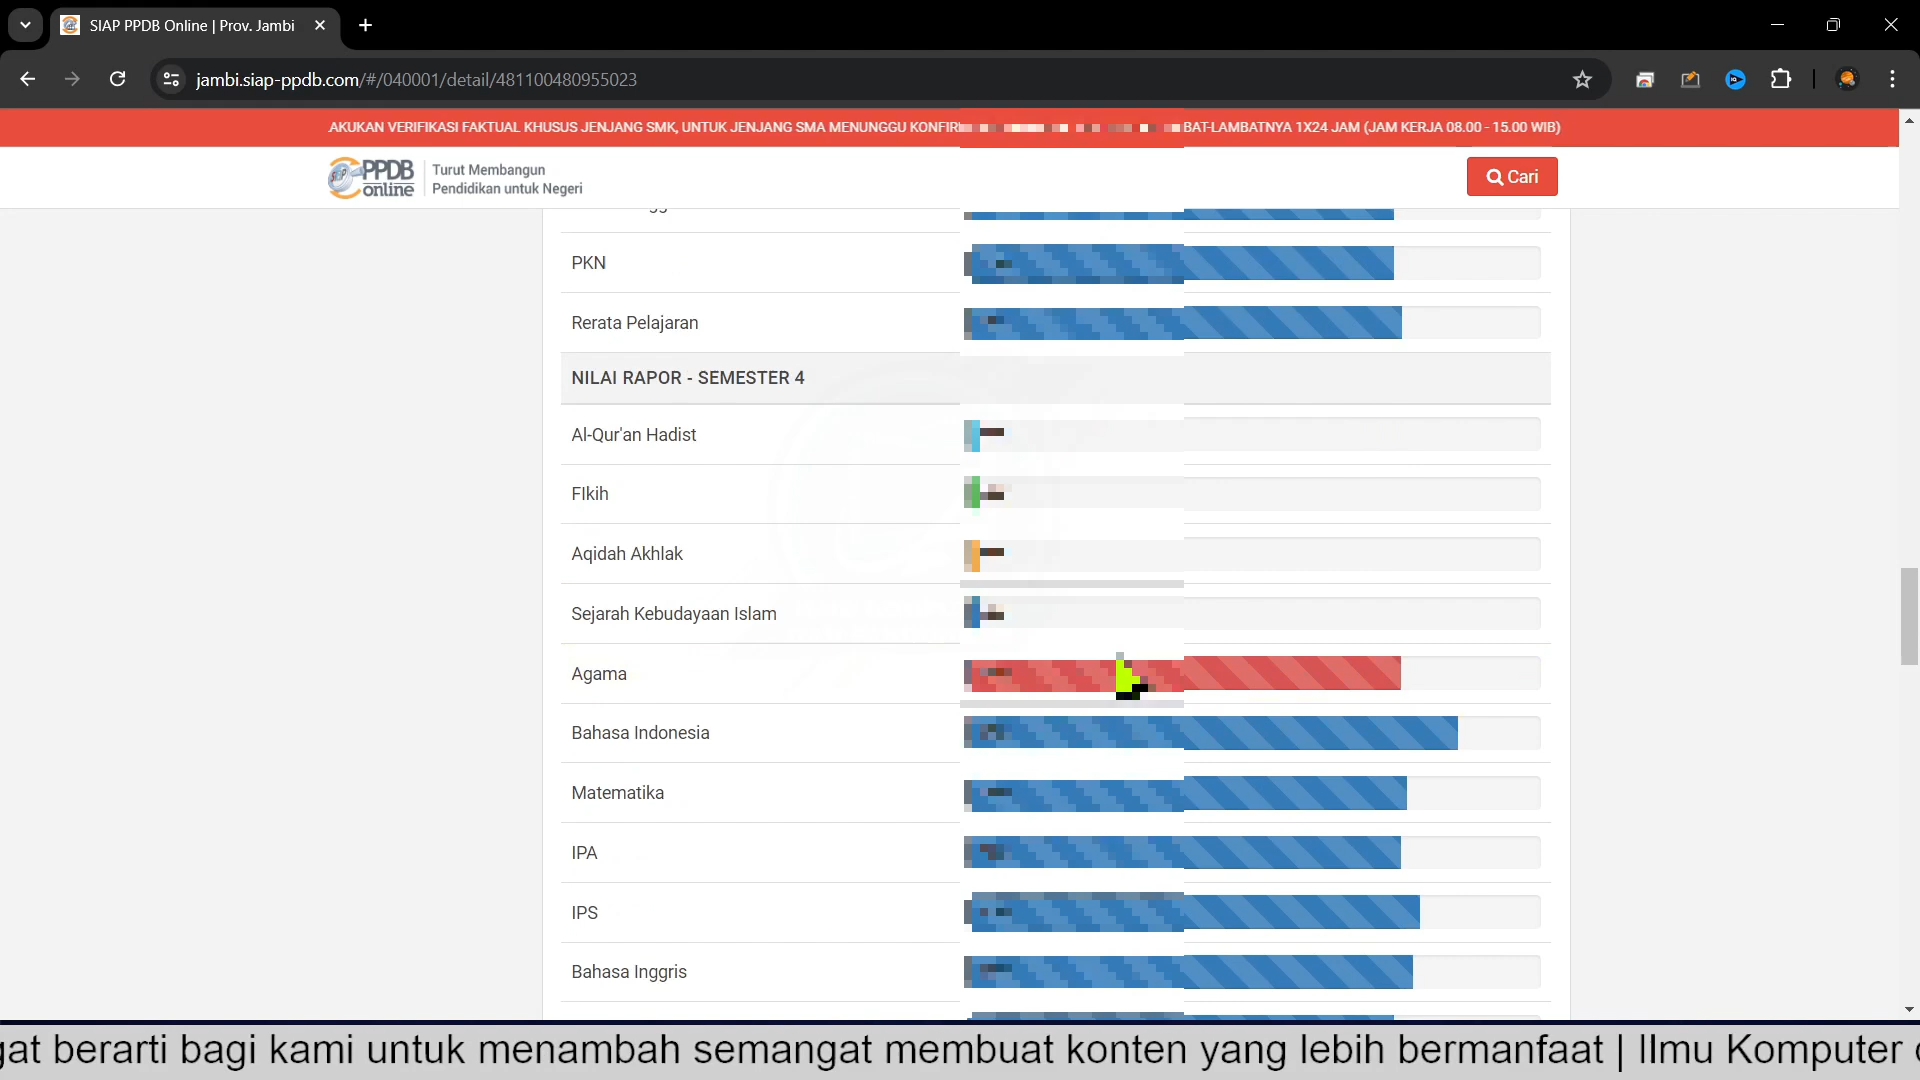 SIAP PPDB Online | Prov. Jambi
jambi.siap-ppdb.com/#/040001/detail/481100480955023
AKUKAN VERIFIKASI FAKTUAL KHUSUS JENJANG SMK, UNTUK JENJANG SMA MENUNGGU
BAT-LAMBATNYA 1X24 JAM (JAM KERJA 08.00 - 15.00 WIB)
SIAP PPDB online
Turut Membangun
Pendidikan untuk Negeri
Cari
PKN
Rerata Pelajaran
NILAI RAPOR - SEMESTER 4
Al-Qur'an Hadist
FIkih
Aqidah Akhlak
Sejarah Kebudayaan Islam
Agama
Bahasa Indonesia
Matematika
IPA
IPS
Bahasa Inggris
gat berarti bagi kami untuk menambah semangat membuat konten yang lebih bermanfaat | Ilmu Komputer